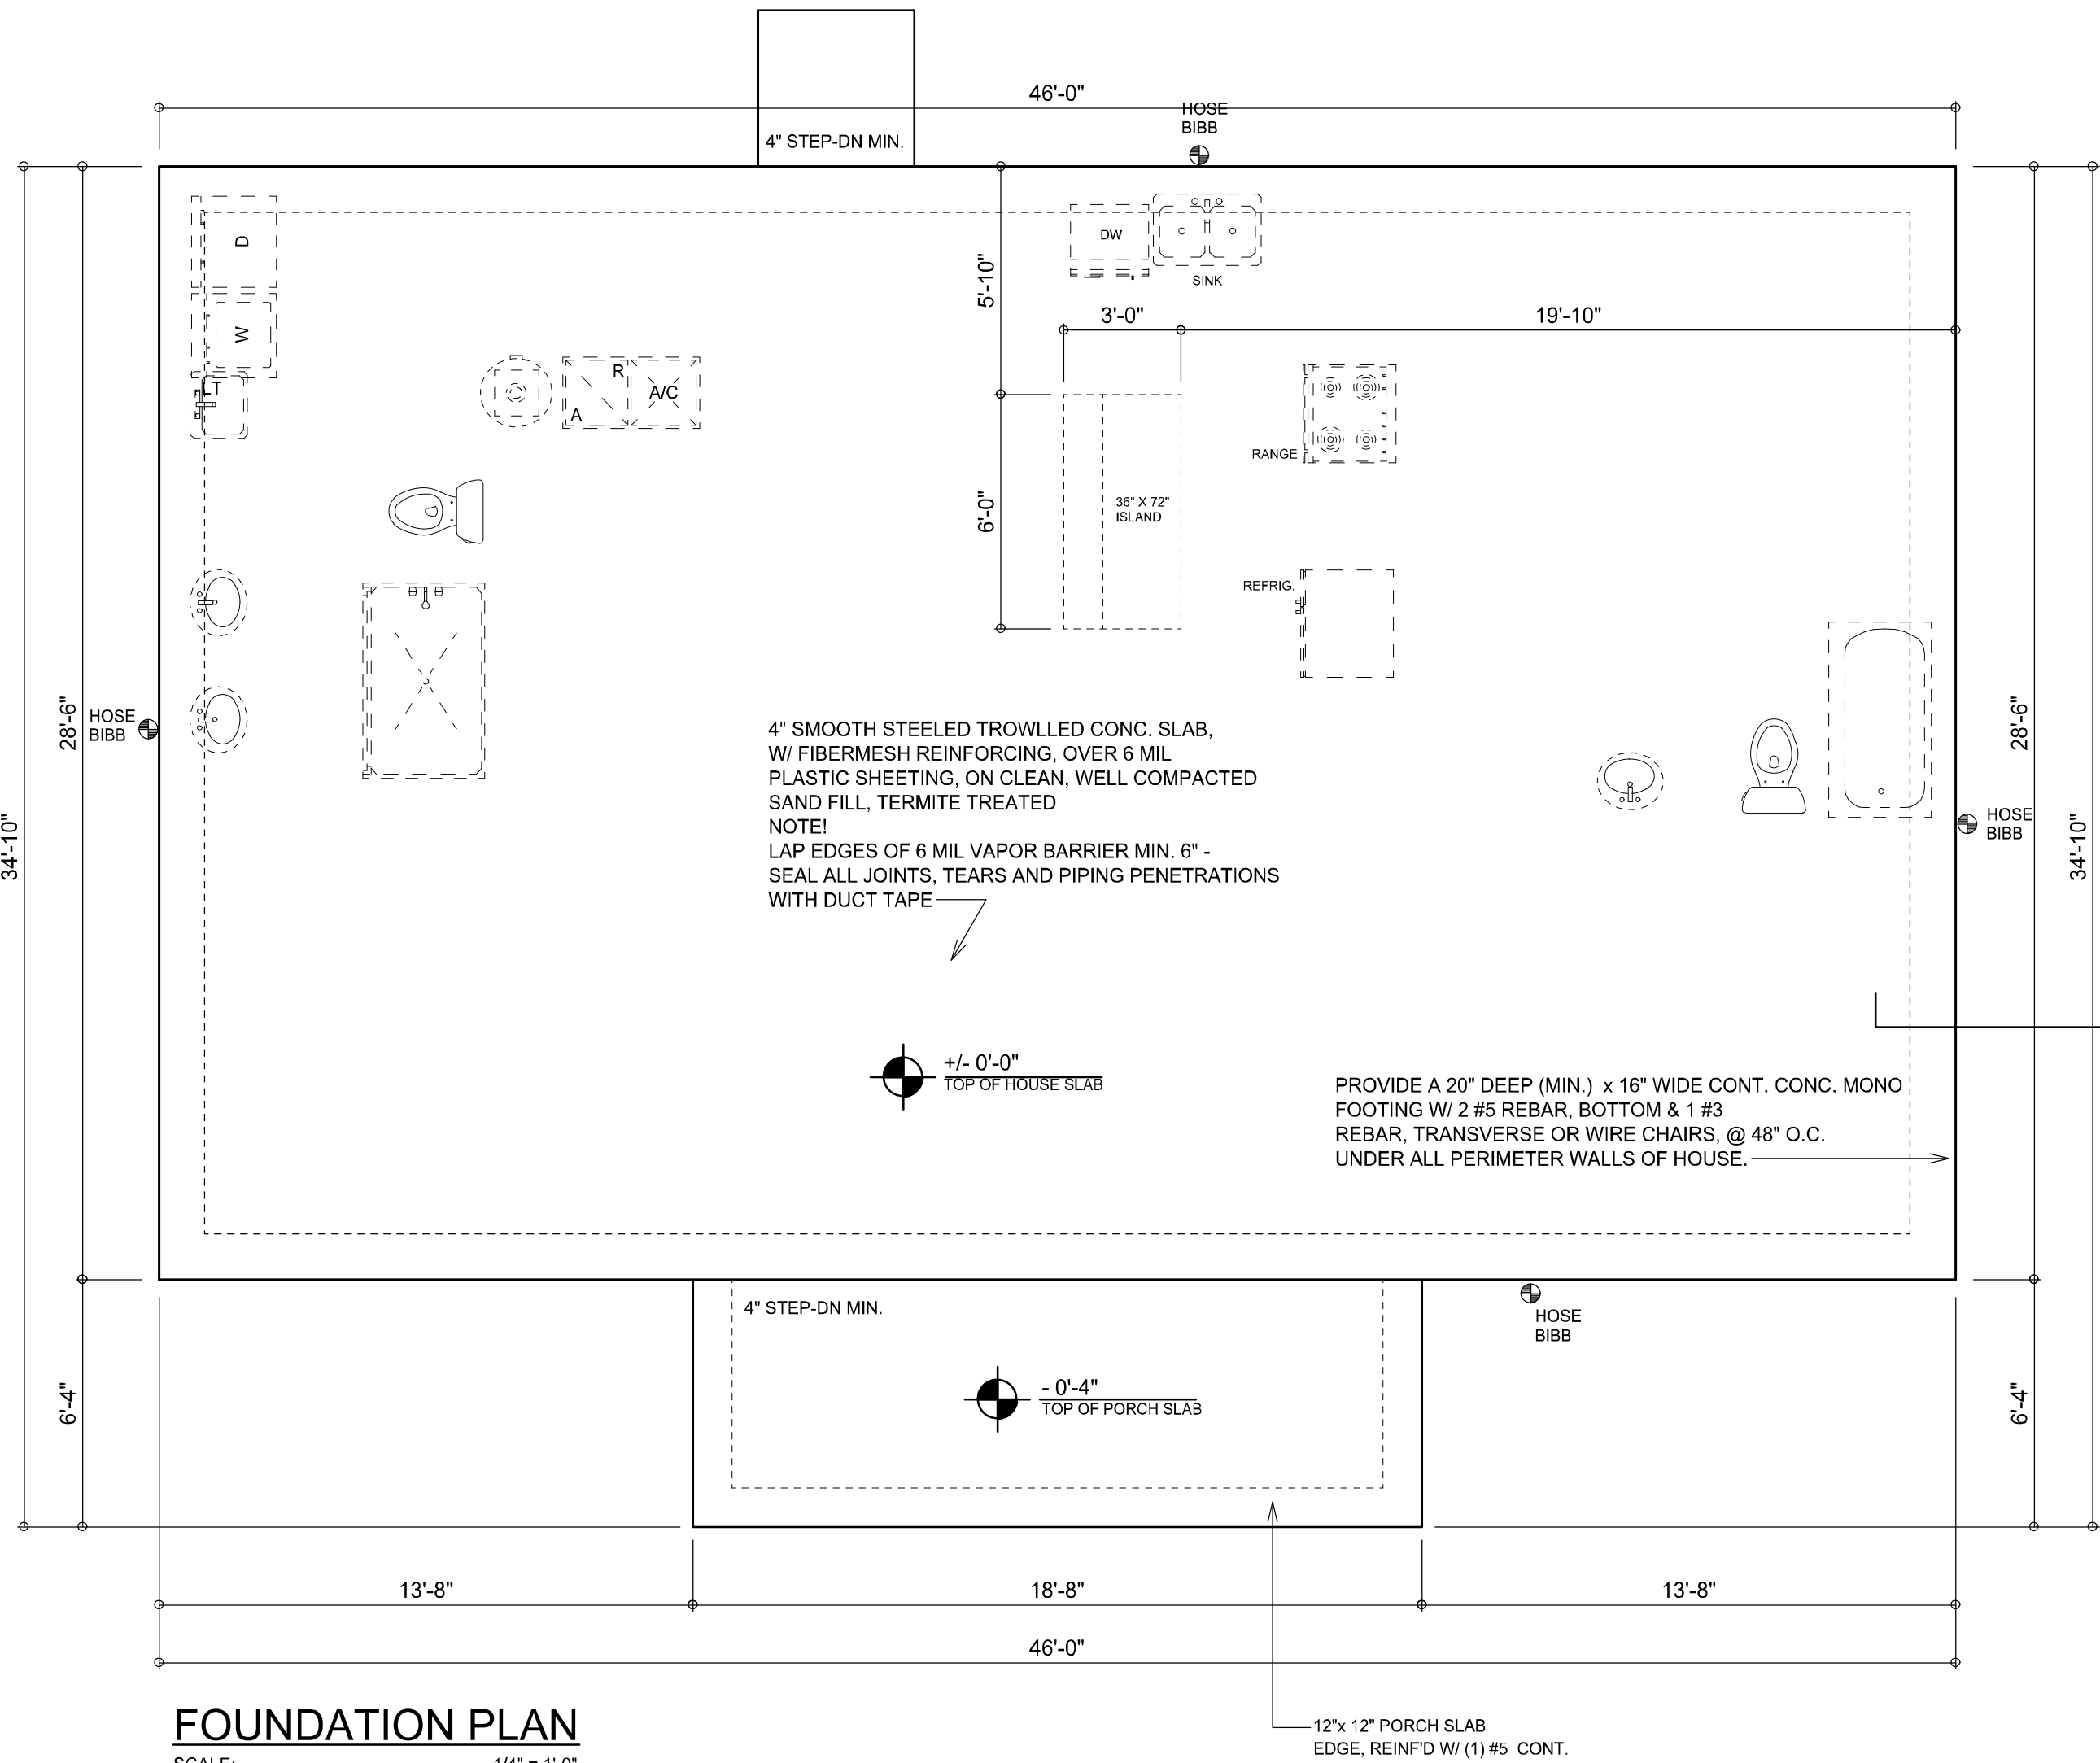 46'-0"
HOSE
BIBB
4" STEP-DN MIN.
D
W
LT
R
A
A/C
5'-10"
DW
SINK
3'-0"
19'-10"
RANGE
6'-0"
36" X 72"
ISLAND
REFRIG.
28'-6"
HOSE
BIBB
34'-10"
4" SMOOTH STEELED TROWLLED CONC. SLAB,
W/ FIBERMESH REINFORCING, OVER 6 MIL
PLASTIC SHEETING, ON CLEAN, WELL COMPACTED
SAND FILL, TERMITE TREATED
NOTE!
LAP EDGES OF 6 MIL VAPOR BARRIER MIN. 6" -
SEAL ALL JOINTS, TEARS AND PIPING PENETRATIONS
WITH DUCT TAPE
28'-6"
HOSE
BIBB
34'-10"
+/- 0'-0"
TOP OF HOUSE SLAB
PROVIDE A 20" DEEP (MIN.) x 16" WIDE CONT. CONC. MONO
FOOTING W/ 2 #5 REBAR, BOTTOM & 1 #3
REBAR, TRANSVERSE OR WIRE CHAIRS, @ 48" O.C.
UNDER ALL PERIMETER WALLS OF HOUSE.
4" STEP-DN MIN.
HOSE
BIBB
6'-4"
- 0'-4"
TOP OF PORCH SLAB
6'-4"
13'-8"
18'-8"
13'-8"
46'-0"
FOUNDATION PLAN
SCALE: 1/4" = 1'-0"
12"x 12" PORCH SLAB
EDGE, REINF'D W/ (1) #5 CONT.